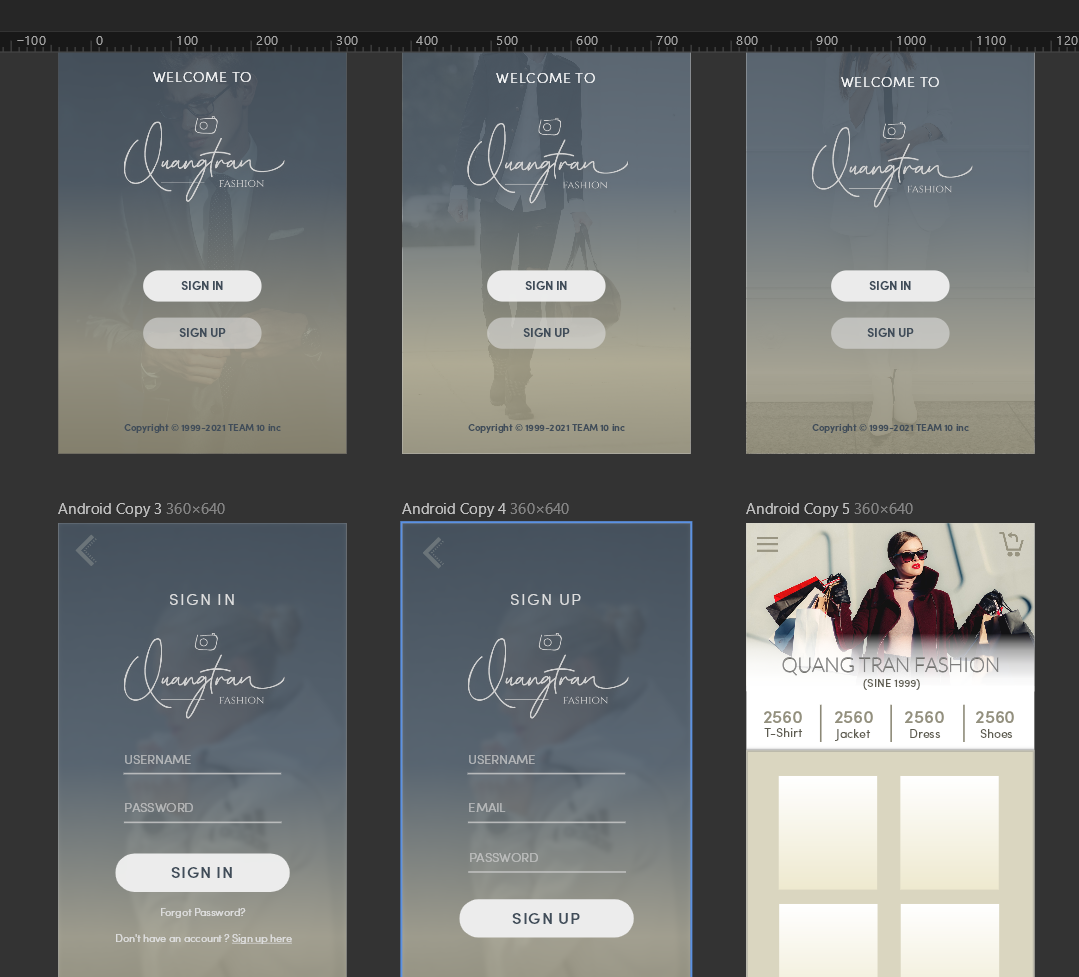 −100 0 100 200 300 400 500 600 700 800 900 1000 1100 120
WELCOME TO
Quangtran
FASHION
SIGN IN
SIGN UP
Copyright © 1999-2021 TEAM 10 inc
WELCOME TO
Quangtran
FASHION
SIGN IN
SIGN UP
Copyright © 1999-2021 TEAM 10 inc
WELCOME TO
Quangtran
FASHION
SIGN IN
SIGN UP
Copyright © 1999-2021 TEAM 10 inc
Android Copy 3 360×640
SIGN IN
Quangtran
FASHION
USERNAME
PASSWORD
SIGN IN
Forgot Password?
Don't have an account ? Sign up here
Android Copy 4 360×640
SIGN UP
Quangtran
FASHION
USERNAME
EMAIL
PASSWORD
SIGN UP
Android Copy 5 360×640
QUANG TRAN FASHION
(SINE 1999)
2560 2560 2560 2560
T-Shirt Jacket Dress Shoes